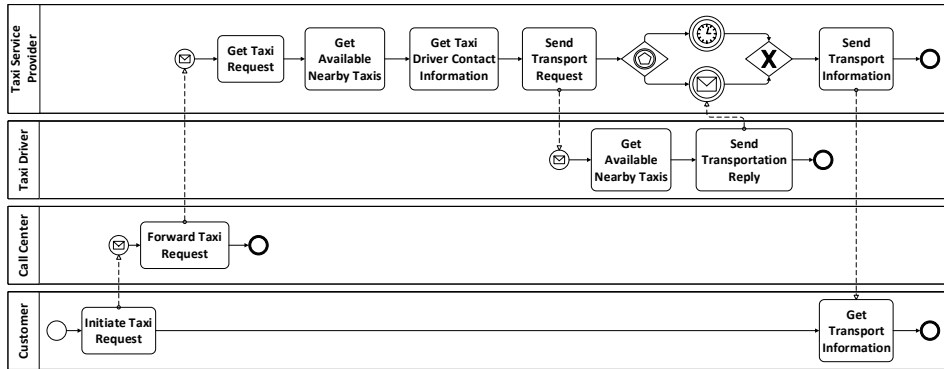 Taxi Service
Provider
Get Taxi
Request
Get
Available
Nearby Taxis
Get Taxi
Driver Contact
Information
Send
Transport
Request
X
Send
Transport
Information
Taxi Driver
Get
Available
Nearby Taxis
Send
Transportation
Reply
Call Center
Forward Taxi
Request
Customer
Initiate Taxi
Request
Get
Transport
Information